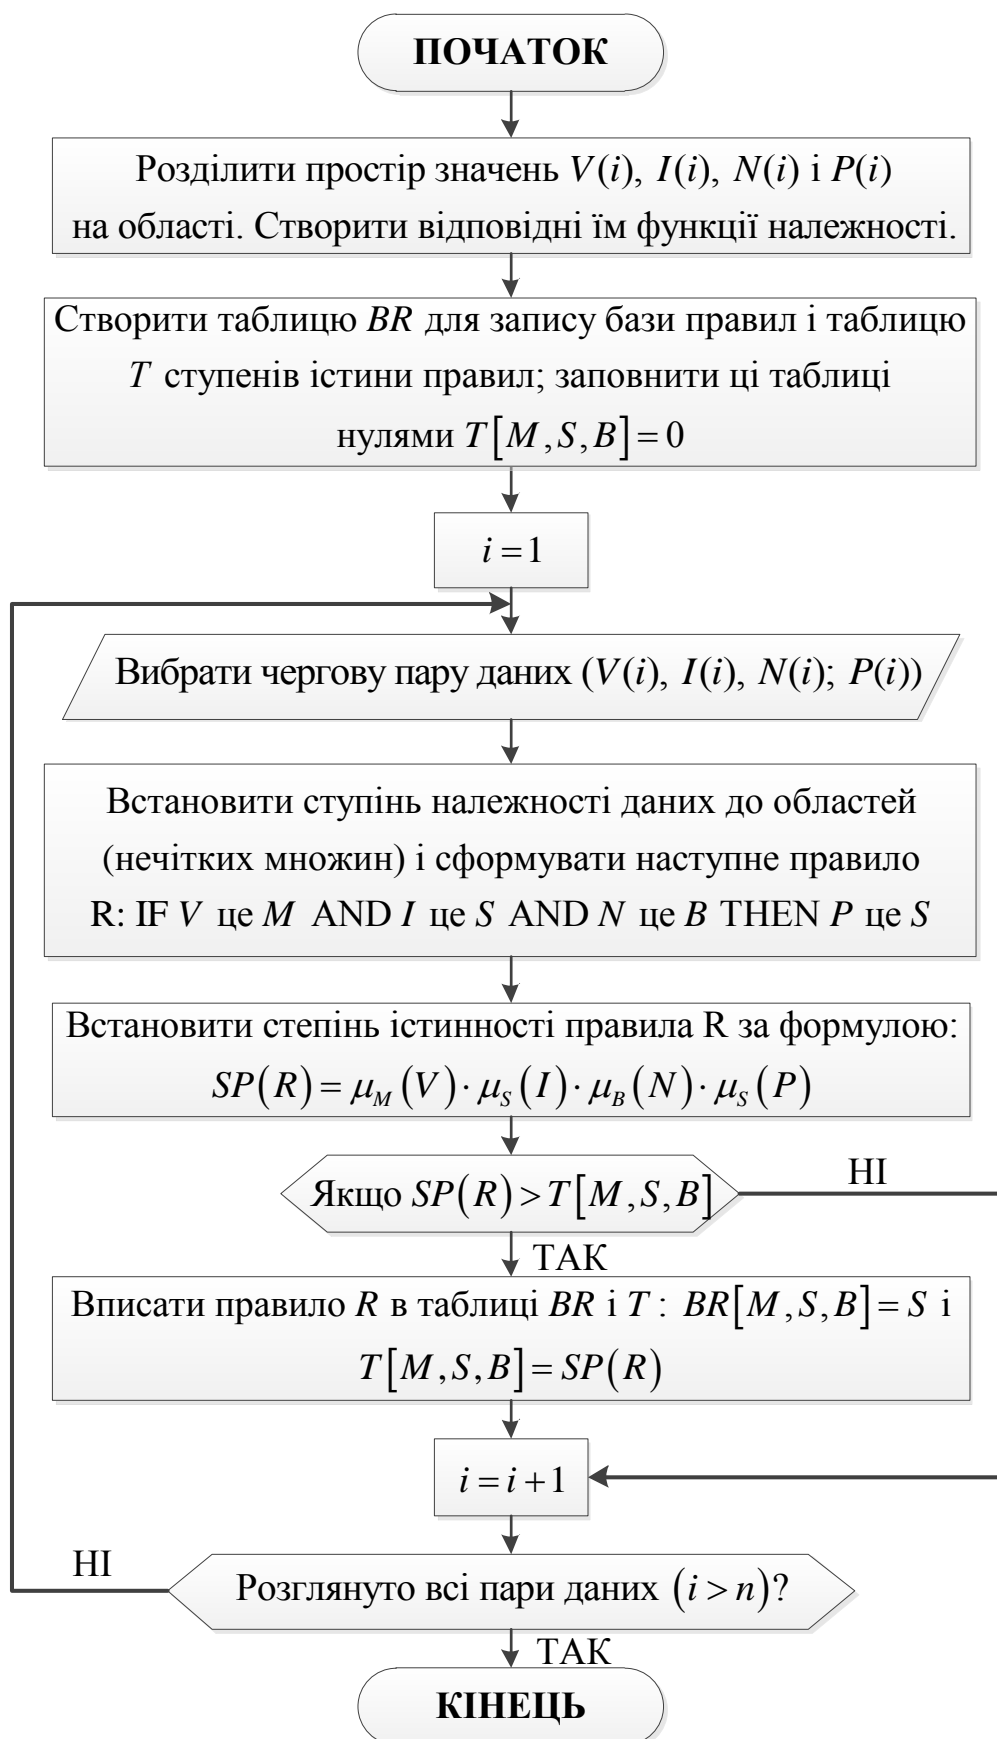 ПОЧАТОК
Розділити простір значень V(i), I(i), N(i) і P(i)
на області. Створити відповідні їм функції належності.
Створити таблицю BR для запису бази правил і таблицю
T ступенів істини правил; заповнити ці таблиці
нулями T[M,S,B]=0
i=1
Вибрати чергову пару даних (V(i), I(i), N(i); P(i))
Встановити ступінь належності даних до областей
(нечітких множин) і сформувати наступне правило
R: IF V це M AND I це S AND N це B THEN P це S
Встановити степінь істинності правила R за формулою:
SP(R)=μ_M(V)·μ_S(I)·μ_B(N)·μ_S(P)
Якщо SP(R)>T[M,S,B]
НІ
ТАК
Вписати правило R в таблиці BR і T: BR[M,S,B]=S і
T[M,S,B]=SP(R)
i=i+1
НІ
Розглянуто всі пари даних (i>n)?
ТАК
КІНЕЦЬ